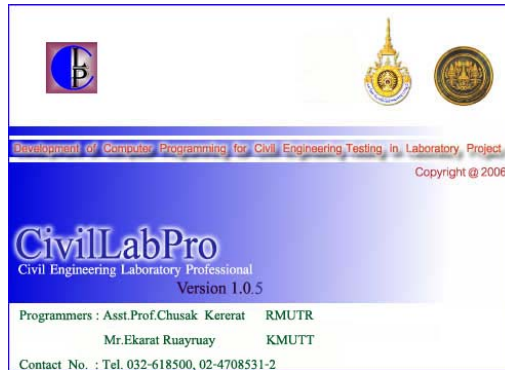 CLP
Development of Computer Programming for Civil Engineering Testing in Laboratory Project
Copyright @ 2006
CivilLabPro
Civil Engineering Laboratory Professional
Version 1.0.5
Programmers : Asst.Prof.Chusak Kererat RMUTR
Mr.Ekarat Ruayruay KMUTT
Contact No. : Tel. 032-618500, 02-4708531-2